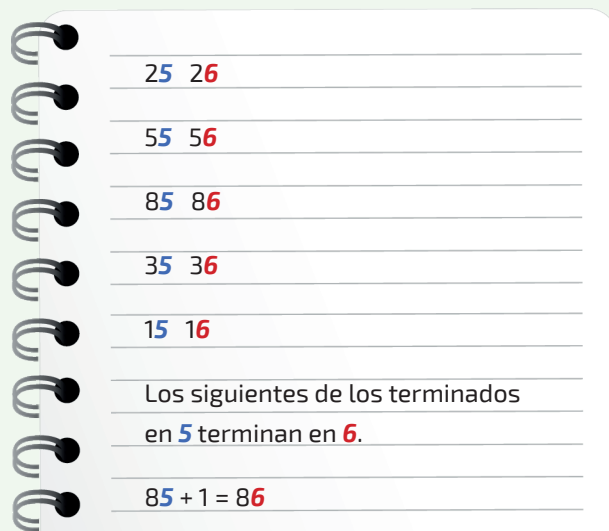 25 26
55 56
85 86
35 36
15 16
Los siguientes de los terminados
en 5 terminan en 6.
85 + 1 = 86